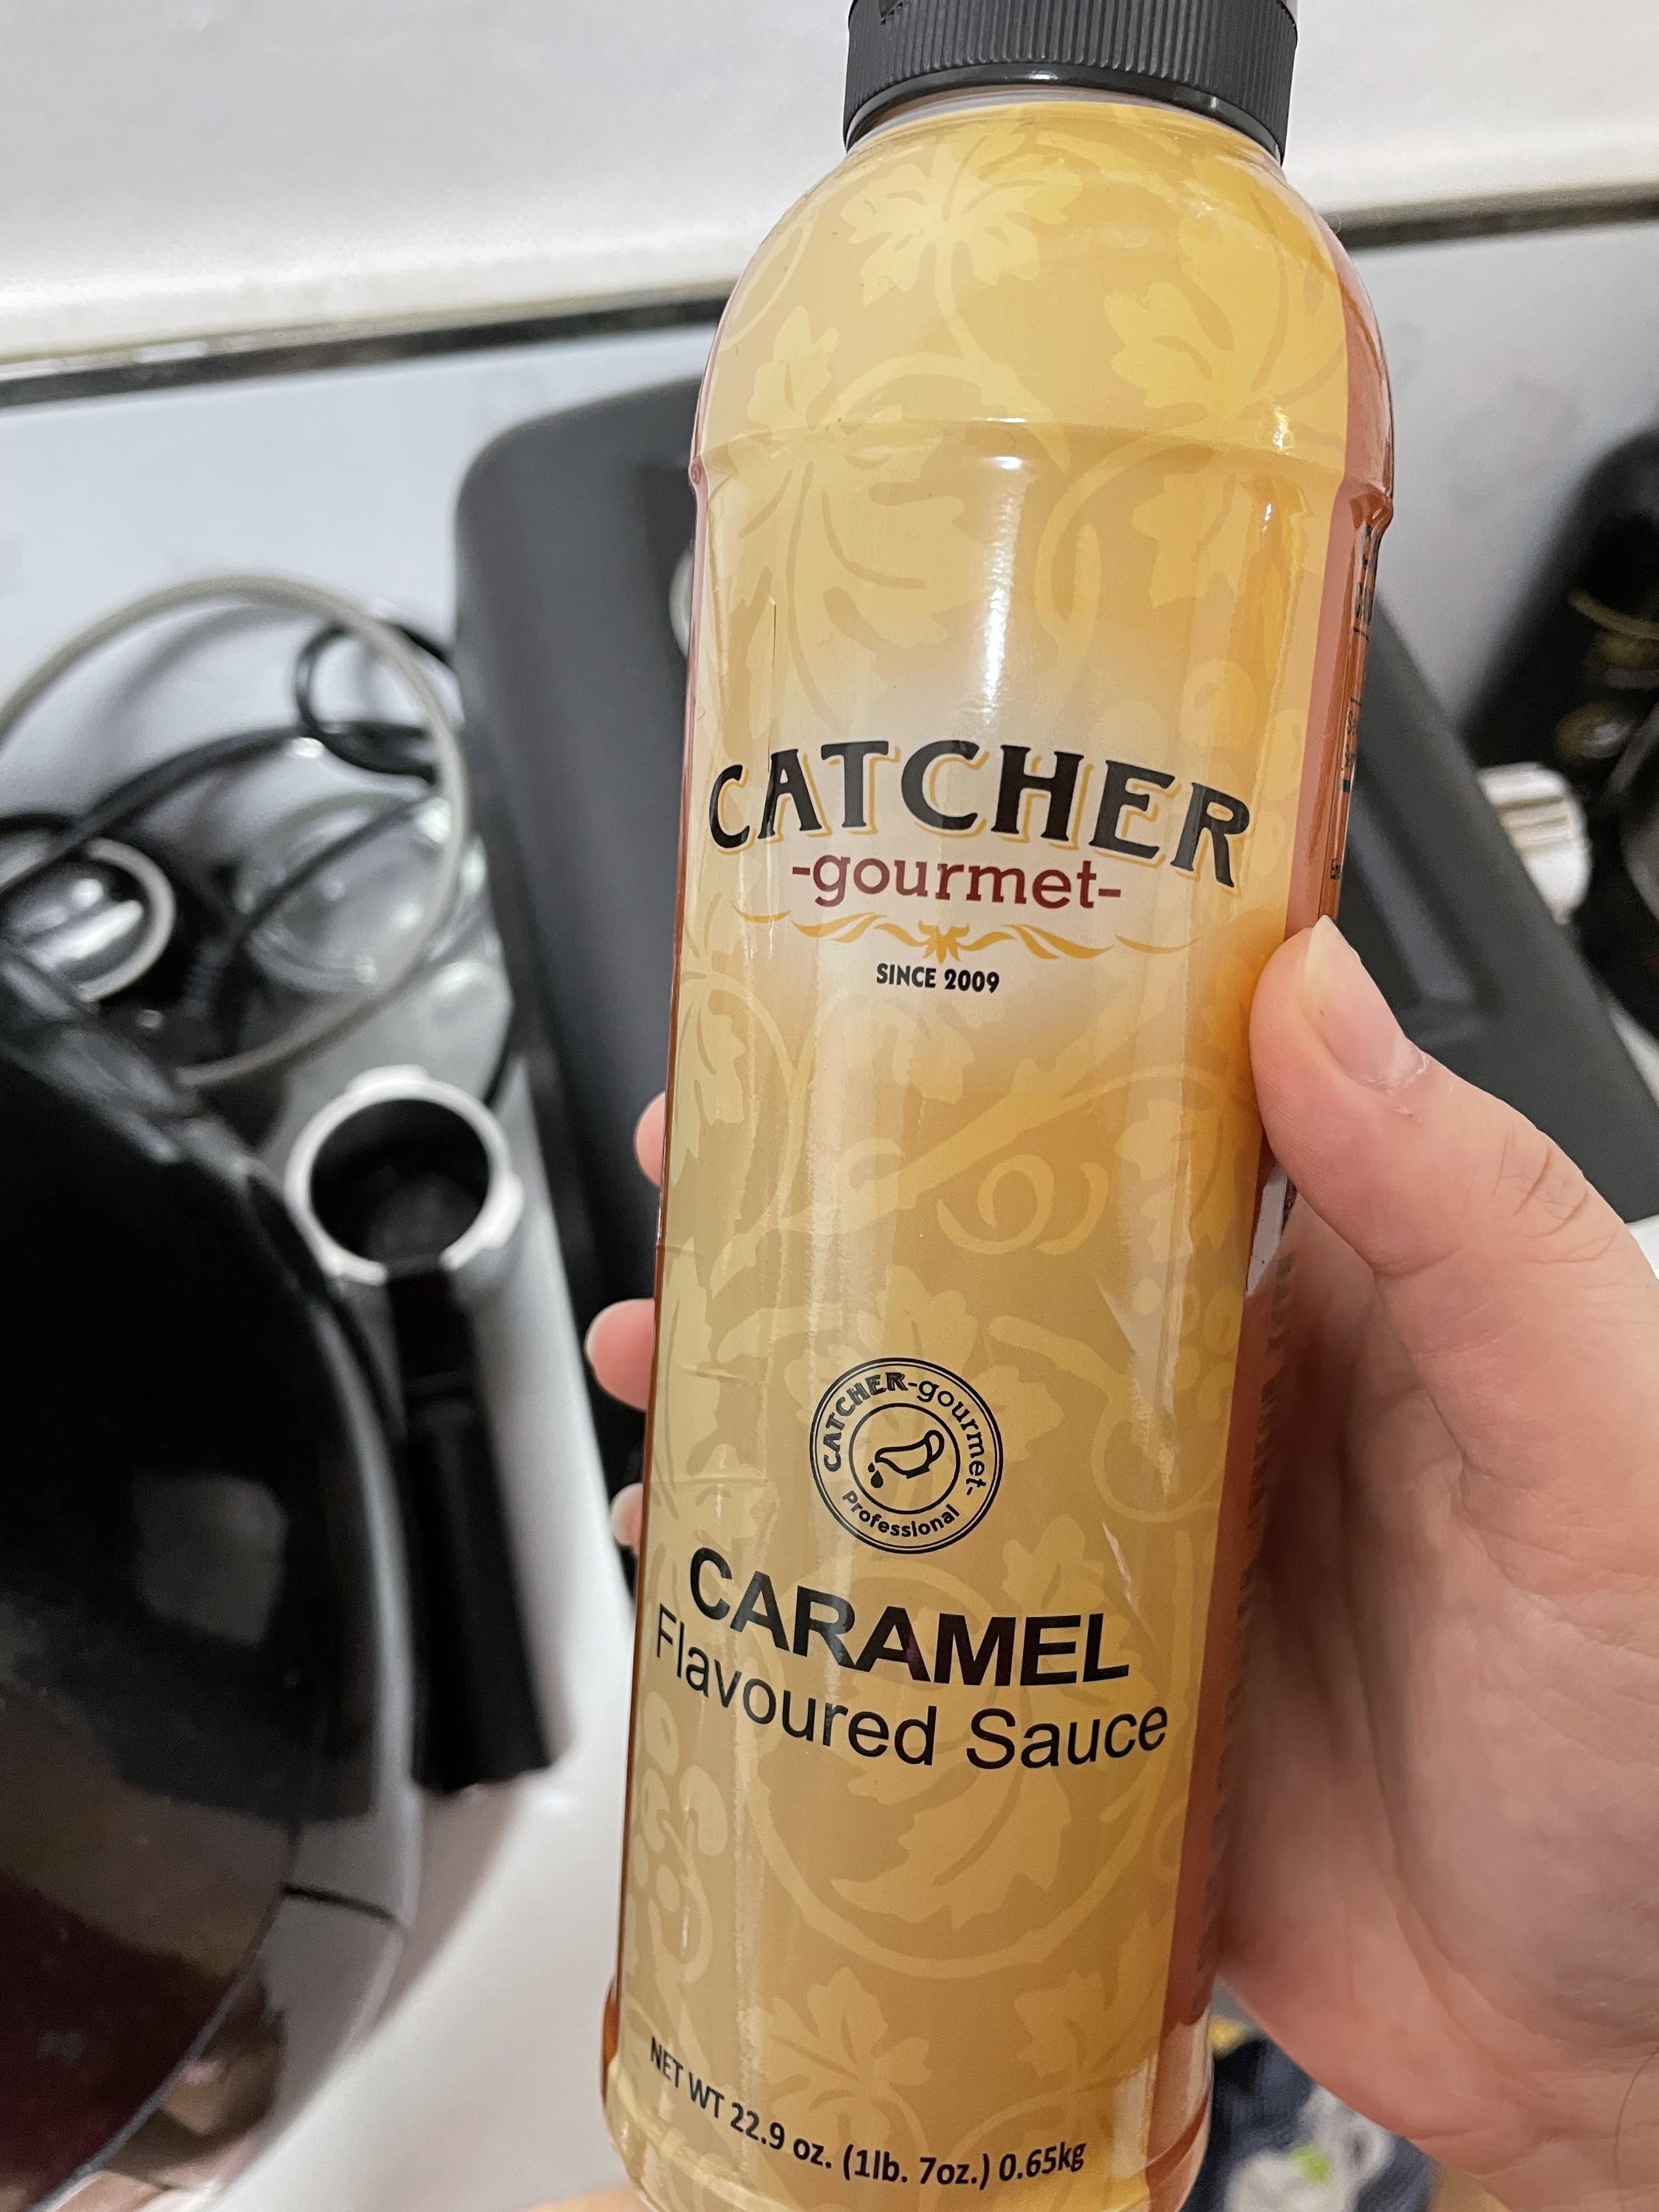 CATCHER
-gourmet-
SINCE 2009
CATCHER-gourmet-
Professional
CARAMEL
Flavoured Sauce
NET WT 22.9 oz. (1lb. 7oz.) 0.65kg